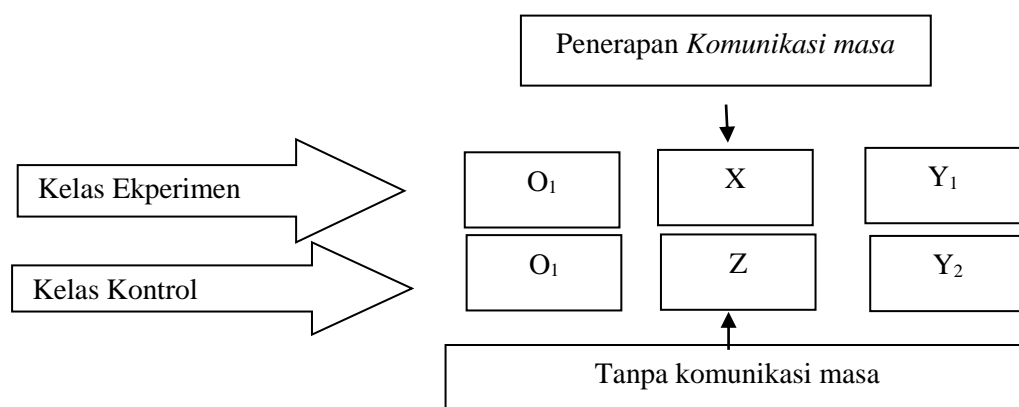 Penerapan Komunikasi masa
Kelas Ekperimen
O₁
X
Y₁
Kelas Kontrol
O₁
Z
Y₂
Tanpa komunikasi masa